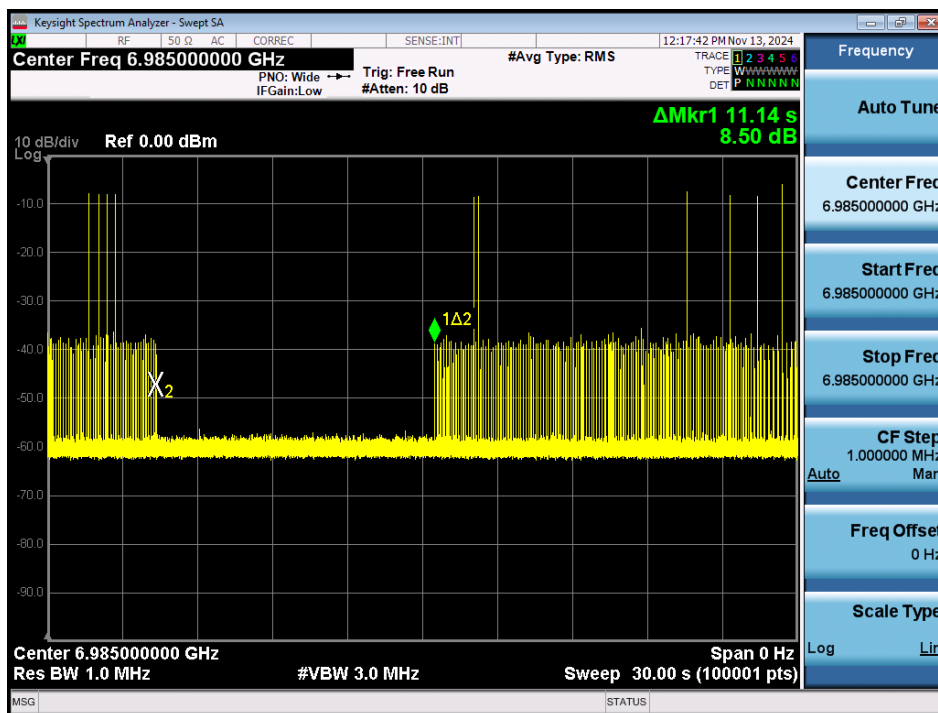 Keysight Spectrum Analyzer - Swept SA
LXI
RF
50 Ω
AC
CORREC
SENSE:INT
12:17:42 PM Nov 13, 2024
Center Freq 6.985000000 GHz
PNO: Wide
IFGain:Low
Trig: Free Run
#Atten: 10 dB
#Avg Type: RMS
TRACE 1 2 3 4 5 6
TYPE WWWWWW
DET P N N N N N
ΔMkr1 11.14 s
8.50 dB
10 dB/div
Log
Ref 0.00 dBm
-10.0
-20.0
-30.0
-40.0
-50.0
-60.0
-70.0
-80.0
-90.0
1Δ2
X2
Center 6.985000000 GHz
Span 0 Hz
Res BW 1.0 MHz
#VBW 3.0 MHz
Sweep 30.00 s (100001 pts)
MSG
STATUS
Frequency
Auto Tune
Center Freq
6.985000000 GHz
Start Freq
6.985000000 GHz
Stop Freq
6.985000000 GHz
CF Step
1.000000 MHz
Auto Man
Freq Offset
0 Hz
Scale Type
Log Lin